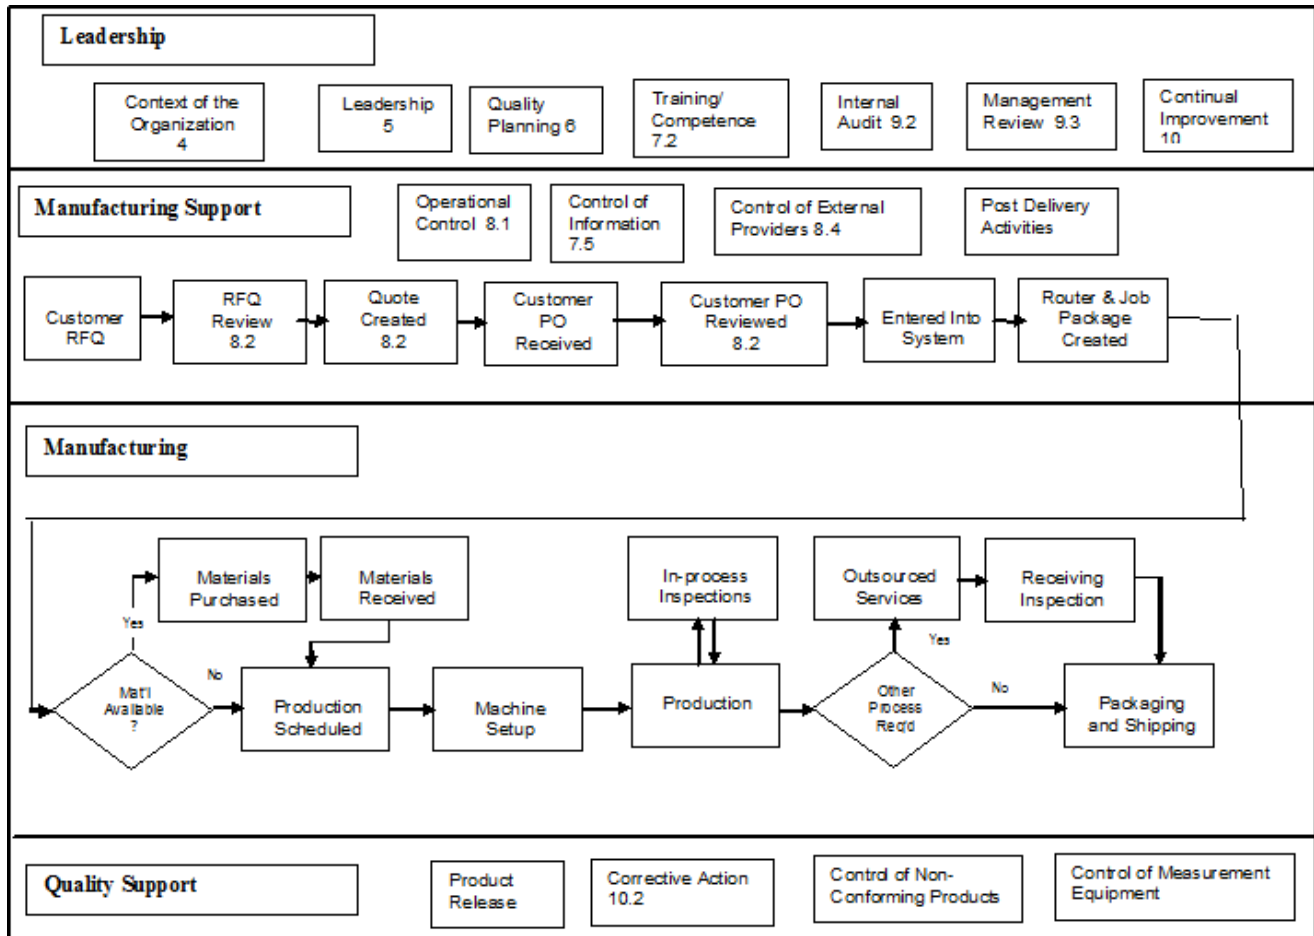 Leadership
Context of the
Organization
4
Leadership
5
Quality
Planning 6
Training/
Competence
7.2
Internal
Audit 9.2
Management
Review 9.3
Continual
Improvement
10
Manufacturing Support
Operational
Control 8.1
Control of
Information
7.5
Control of External
Providers 8.4
Post Delivery
Activities
Customer
RFQ
RFQ
Review
8.2
Quote
Created
8.2
Customer
PO
Received
Customer PO
Reviewed
8.2
Entered Into
System
Router & Job
Package
Created
Manufacturing
Materials
Purchased
Materials
Received
In-process
Inspections
Outsourced
Services
Receiving
Inspection
Yes
Yes
No
No
Mat'l
Available
?
Production
Scheduled
Machine
Setup
Production
Other
Process
Req'd
Packaging
and Shipping
Quality Support
Product
Release
Corrective Action
10.2
Control of Non-
Conforming Products
Control of Measurement
Equipment